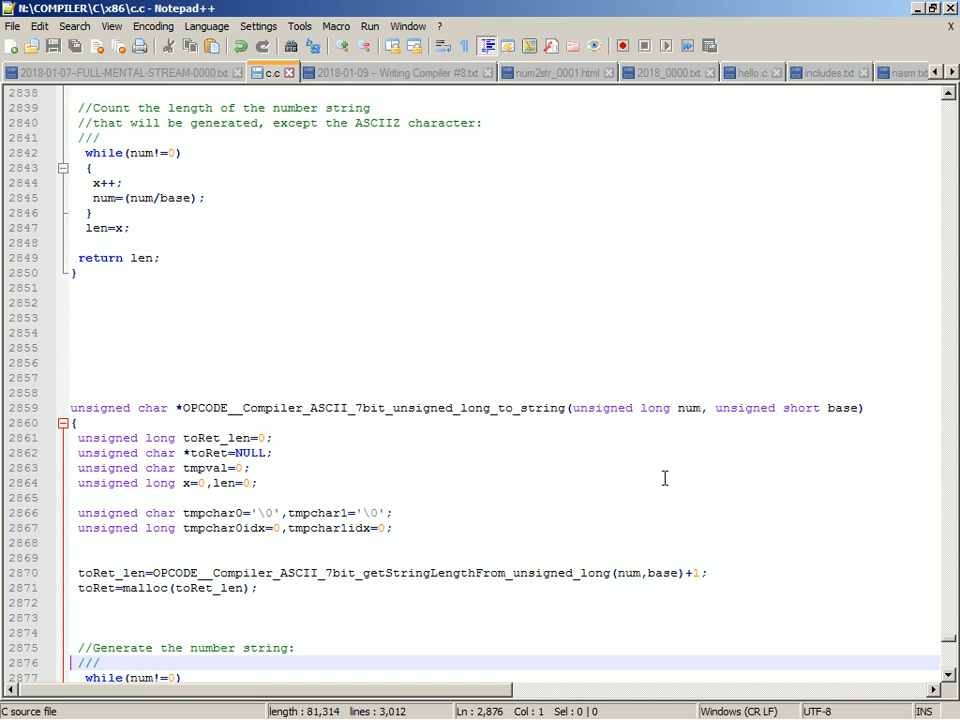 N:\COMPILER\C\x86\c.c - Notepad++
File Edit Search View Encoding Language Settings Tools Macro Run Window ? X
2018-01-07-FULL-MENTAL-STREAM-0000.txt c.c 2018-01-09 -- Writing Compiler #8.txt num2str_0001.html 2018_0000.txt hello.c includes.txt nasm.txt
2838
2839 //Count the length of the number string
2840 //that will be generated, except the ASCIIZ character:
2841 ///
2842 while(num!=0)
2843 {
2844 x++;
2845 num=(num/base);
2846 }
2847 len=x;
2848
2849 return len;
2850 }
2851
2852
2853
2854
2855
2856
2857
2858
2859 unsigned char *OPCODE__Compiler_ASCII_7bit_unsigned_long_to_string(unsigned long num, unsigned short base)
2860 {
2861 unsigned long toRet_len=0;
2862 unsigned char *toRet=NULL;
2863 unsigned char tmpval=0;
2864 unsigned long x=0,len=0;
2865
2866 unsigned char tmpchar0='\0',tmpchar1='\0';
2867 unsigned long tmpchar0idx=0,tmpchar1idx=0;
2868
2869
2870 toRet_len=OPCODE__Compiler_ASCII_7bit_getStringLengthFrom_unsigned_long(num,base)+1;
2871 toRet=malloc(toRet_len);
2872
2873
2874
2875 //Generate the number string:
2876 ///
2877 while(num!=0)
C source file length : 81,314 lines : 3,012 Ln : 2,876 Col : 1 Sel : 0 | 0 Windows (CR LF) UTF-8 INS